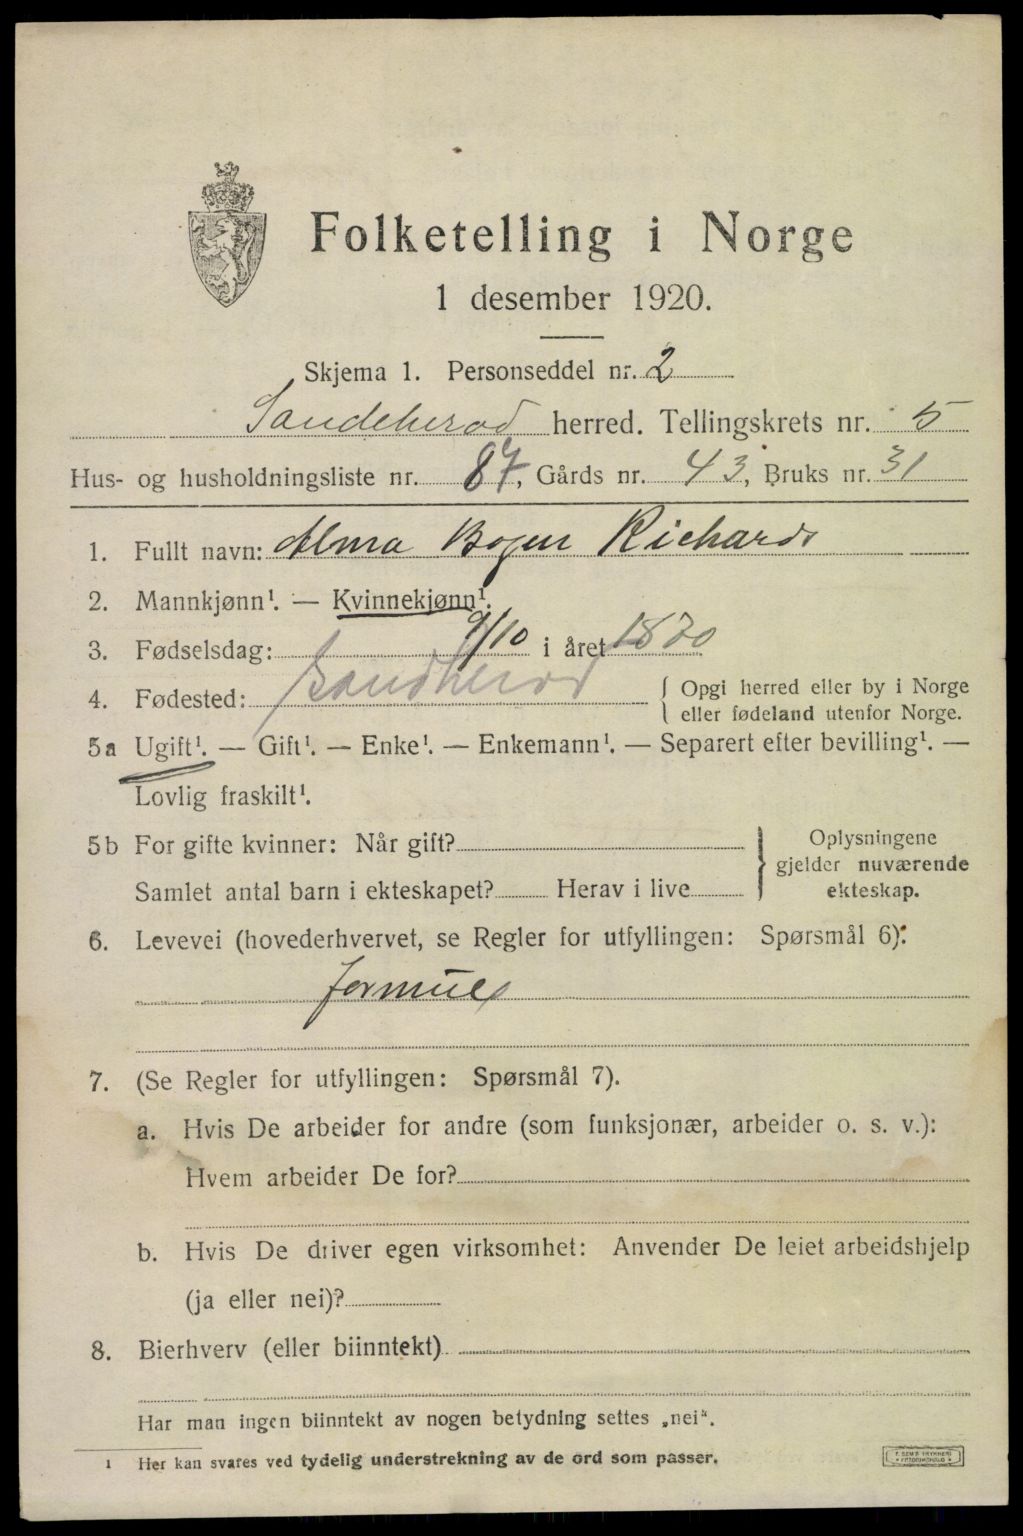 Folketelling i Norge
1 desember 1920.
Skjema 1. Personseddel nr. 2
Sandeherad herred. Tellingskrets nr. 5
Hus- og husholdningsliste nr. 87, Gårds nr. 43, Bruks nr. 31
1. Fullt navn: Alma Bogen Richards
2. Mannkjønn¹. — Kvinnekjønn¹.
3. Fødselsdag: 9/10 i året 1870
4. Fødested: Sandherad { Opgi herred eller by i Norge
eller fødeland utenfor Norge.
5a Ugift¹. — Gift¹. — Enke¹. — Enkemann¹. — Separert efter bevilling¹. —
Lovlig fraskilt¹.
5b For gifte kvinner: Når gift?
Samlet antal barn i ekteskapet? Herav i live
} Oplysningene
gjelder nuværende
ekteskap.
6. Levevei (hovederhvervet, se Regler for utfyllingen: Spørsmål 6):
formue
7. (Se Regler for utfyllingen: Spørsmål 7).
a. Hvis De arbeider for andre (som funksjonær, arbeider o. s. v.):
Hvem arbeider De for?
b. Hvis De driver egen virksomhet: Anvender De leiet arbeidshjelp
(ja eller nei)?
8. Bierhverv (eller biinntekt)
Har man ingen biinntekt av nogen betydning settes „nei“.
1 Her kan svares ved tydelig understrekning av de ord som passer.